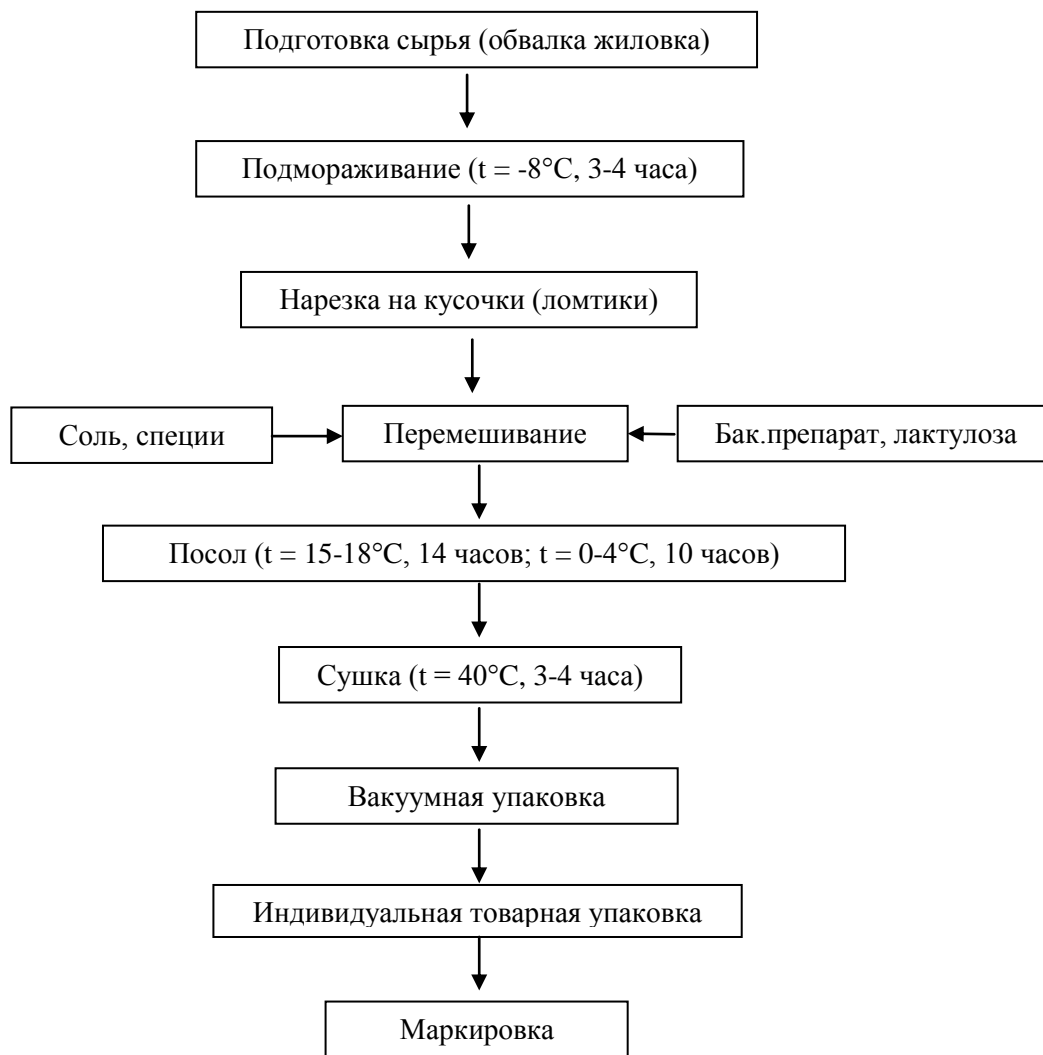 Подготовка сырья (обвалка жиловка)
Подмораживание (t = -8°C, 3-4 часа)
Нарезка на кусочки (ломтики)
Соль, специи
Перемешивание
Бак.препарат, лактулоза
Посол (t = 15-18°C, 14 часов; t = 0-4°C, 10 часов)
Сушка (t = 40°C, 3-4 часа)
Вакуумная упаковка
Индивидуальная товарная упаковка
Маркировка